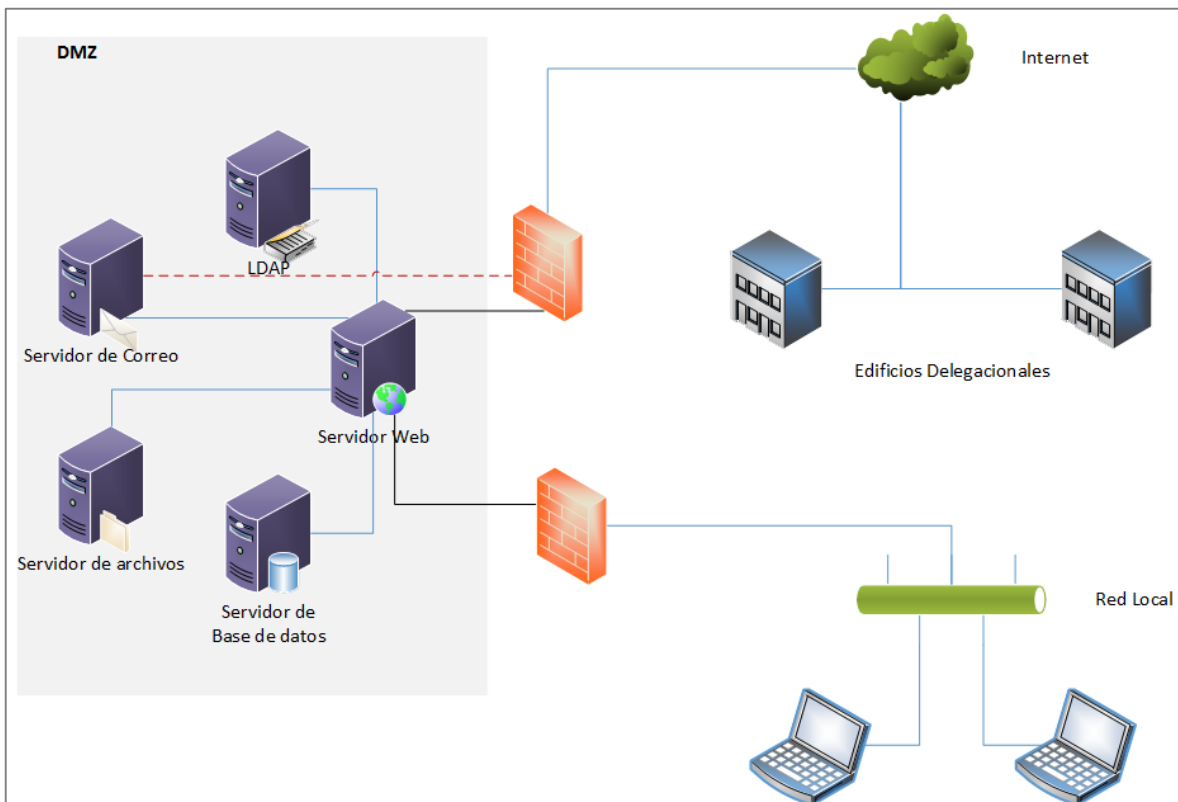 DMZ
Internet
LDAP
Servidor de Correo
Edificios Delegacionales
Servidor Web
Servidor de archivos
Servidor de
Base de datos
Red Local